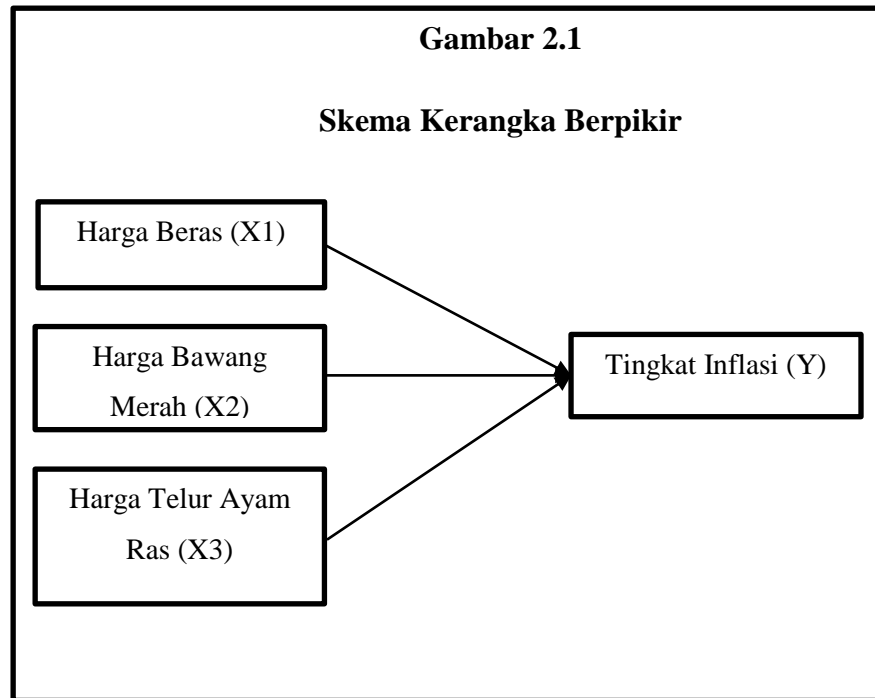 Gambar 2.1
Skema Kerangka Berpikir
Harga Beras (X1)
Harga Bawang
Merah (X2)
Harga Telur Ayam
Ras (X3)
Tingkat Inflasi (Y)